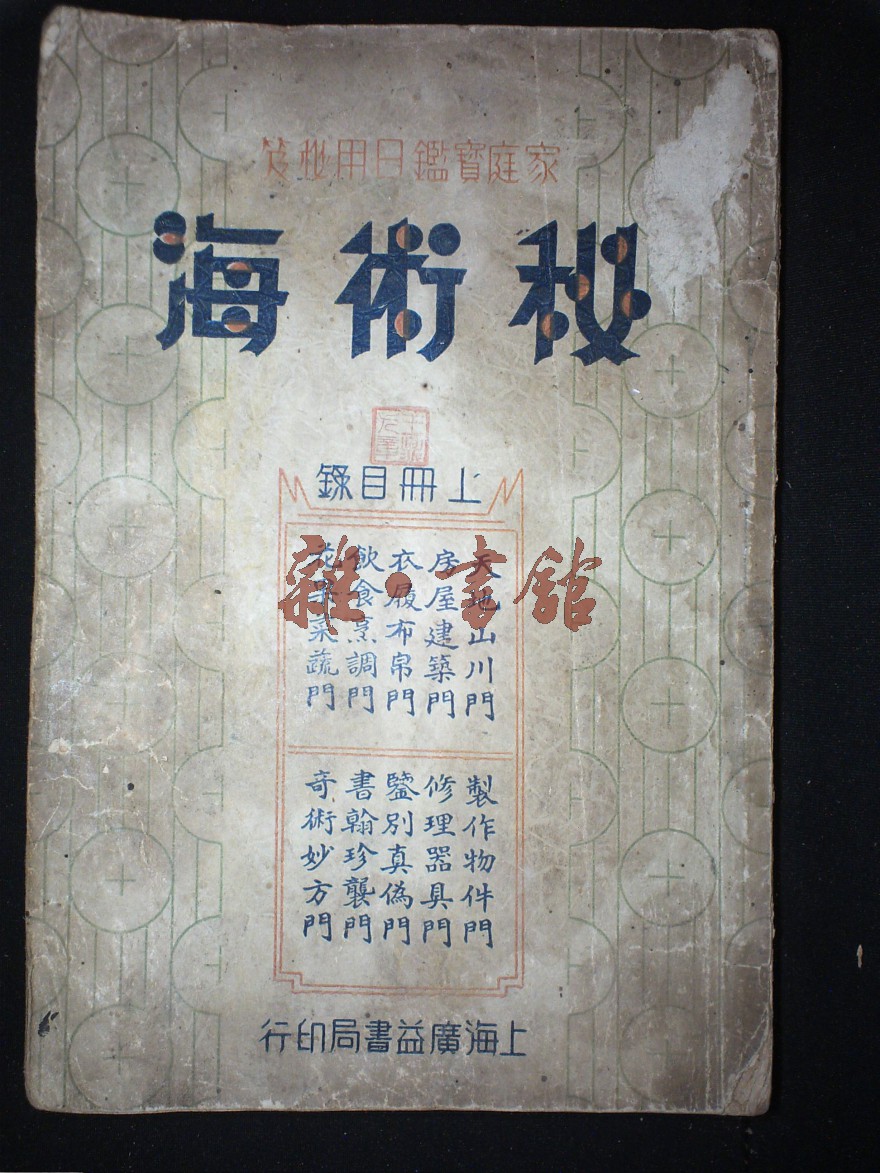 家庭寶鑑日用秘笈
秘術海
上冊目錄
天地山川門
房屋建築門
衣履布帛門
飲食烹調門
花果菜蔬門
雜·書館
製作物件門
修理器具門
鑒別真偽門
書翰珍襲門
奇術妙方門
上海廣益書局印行